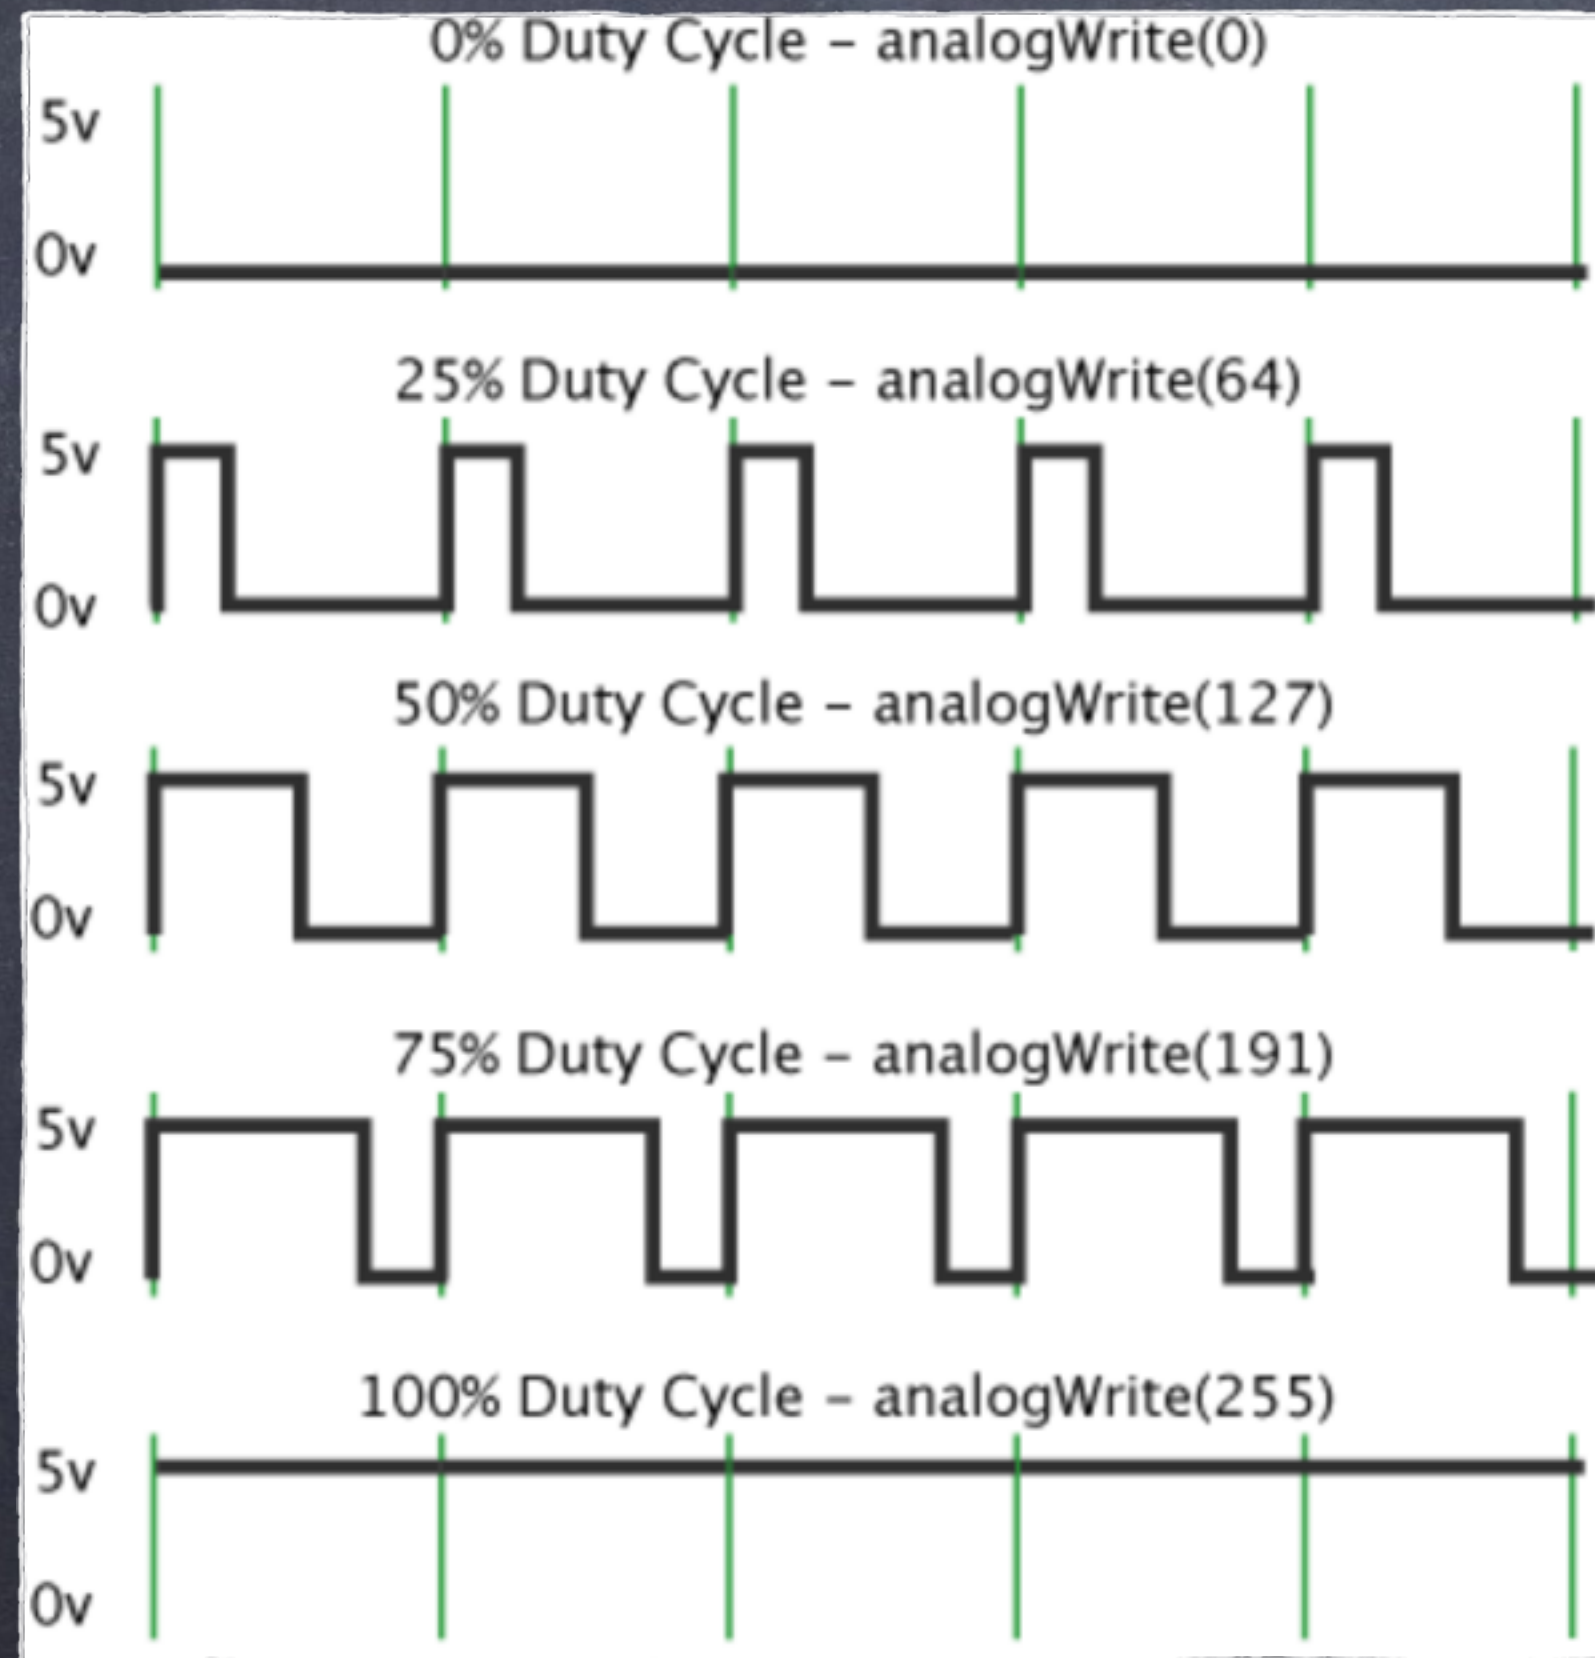 0% Duty Cycle – analogWrite(0)
5v
0v
25% Duty Cycle – analogWrite(64)
5v
0v
50% Duty Cycle – analogWrite(127)
5v
0v
75% Duty Cycle – analogWrite(191)
5v
0v
100% Duty Cycle – analogWrite(255)
5v
0v